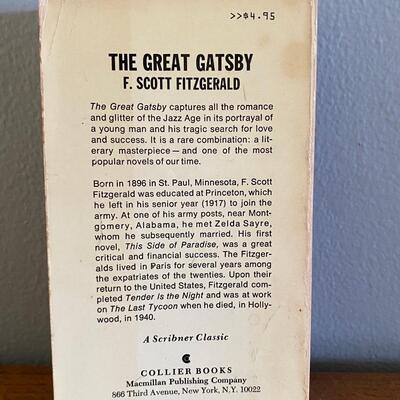 >>$4.95
THE GREAT GATSBY
F. SCOTT FITZGERALD
The Great Gatsby captures all the romance
and glitter of the Jazz Age in its portrayal of
a young man and his tragic search for love
and success. It is a rare combination: a lit-
erary masterpiece—and one of the most
popular novels of our time.
Born in 1896 in St. Paul, Minnesota, F. Scott
Fitzgerald was educated at Princeton, which
he left in his senior year (1917) to join the
army. At one of his army posts, near Mont-
gomery, Alabama, he met Zelda Sayre,
whom he subsequently married. His first
novel, This Side of Paradise, was a great
critical and financial success. The Fitzger-
alds lived in Paris for several years among
the expatriates of the twenties. Upon their
return to the United States, Fitzgerald com-
pleted Tender Is the Night and was at work
on The Last Tycoon when he died, in Holly-
wood, in 1940.
A Scribner Classic
COLLIER BOOKS
Macmillan Publishing Company
866 Third Avenue, New York, N.Y. 10022